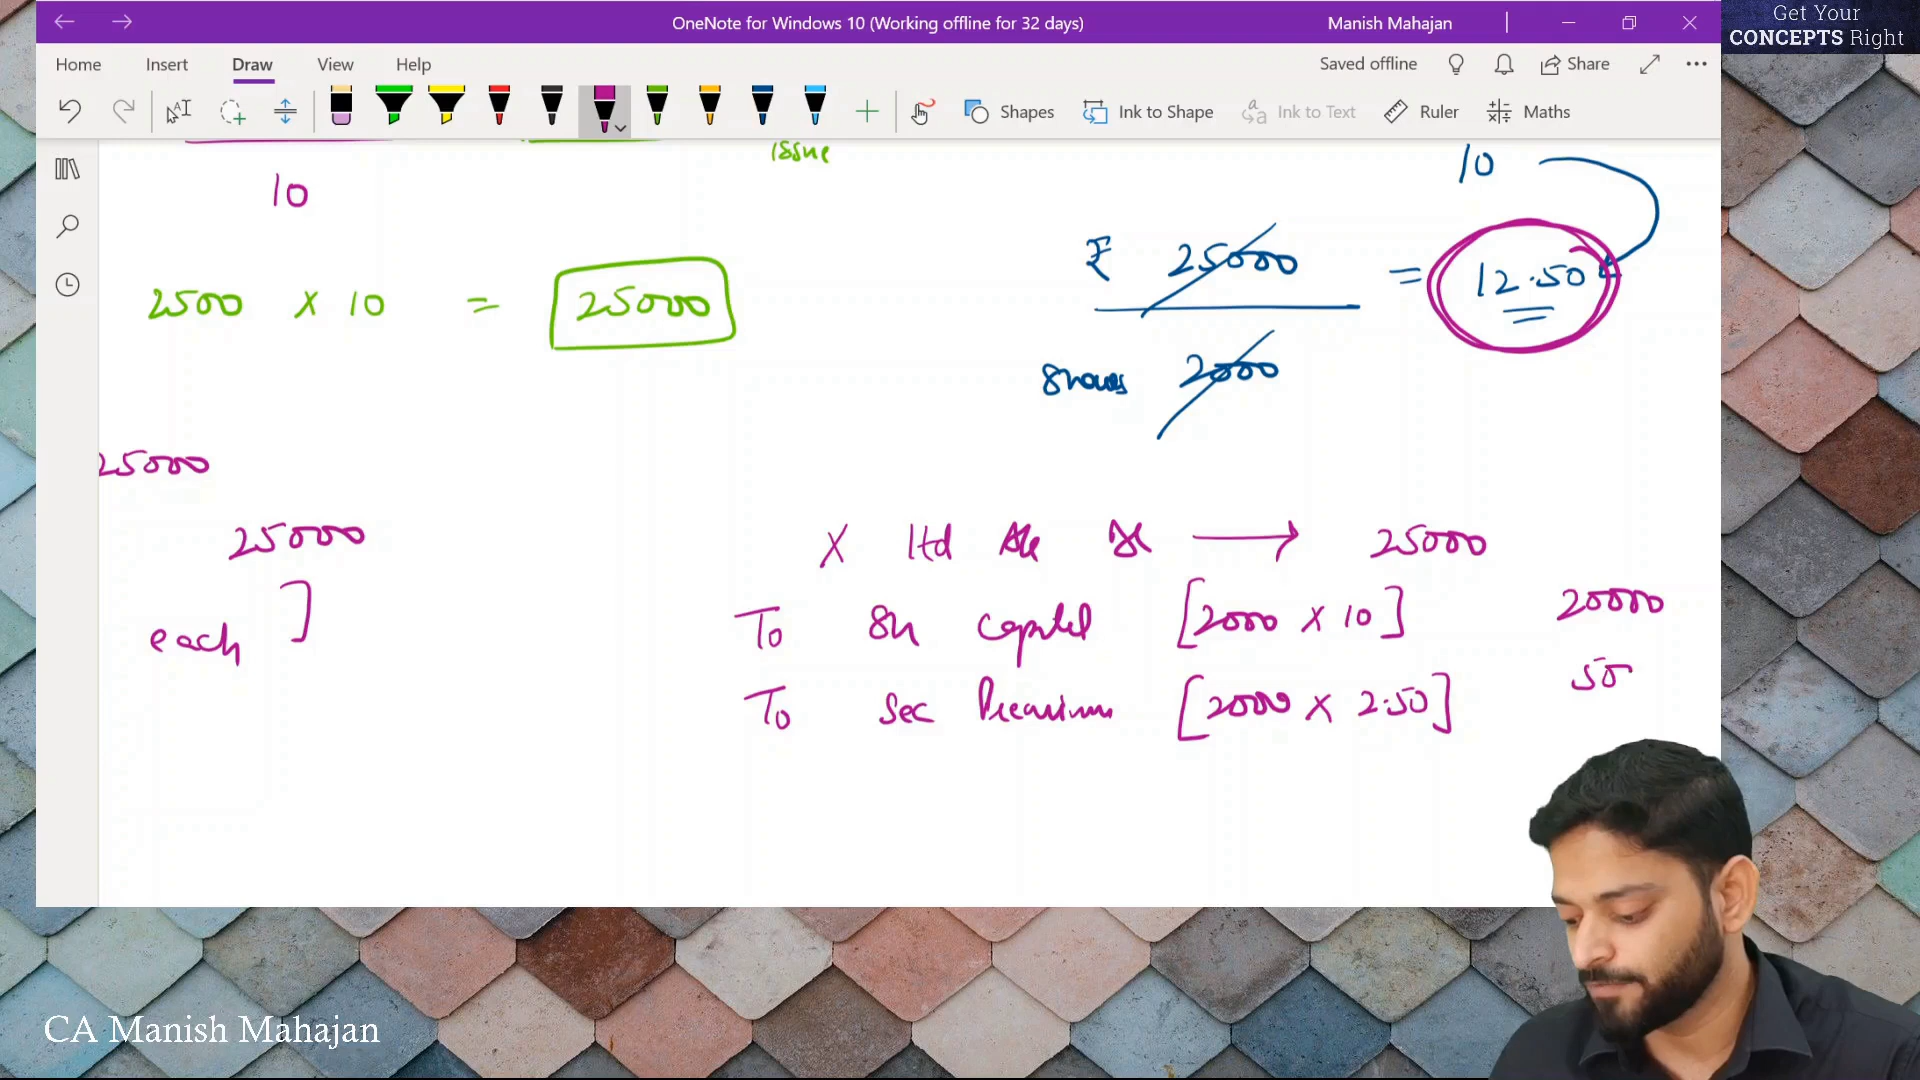 OneNote for Windows 10 (Working offline for 32 days)
Manish Mahajan
Get Your
CONCEPTS Right
Home Insert Draw View Help
Saved offline Share
Shapes Ink to Shape Ink to Text Ruler Maths
issue
10
10
2500 X 10 = 25000
₹ 25000 = 12.50
Shares 2000
25000
25000
each ]
X ltd A/c Dr → 25000
To Sh Capital [2000 X 10] 20000
To Sec Premium [2000 X 2.50] 50
CA Manish Mahajan